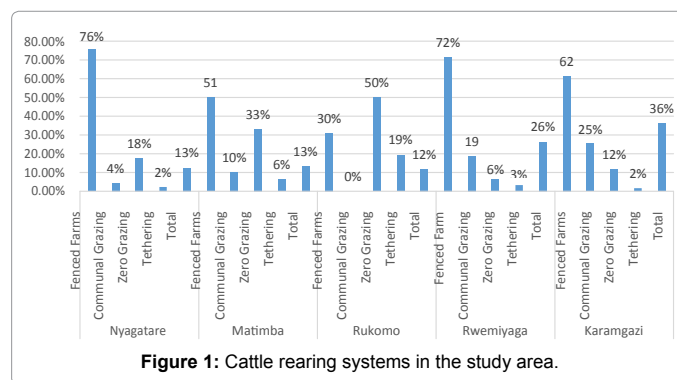 80.00%
70.00%
60.00%
50.00%
40.00%
30.00%
20.00%
10.00%
0.00%
76%
4%
18%
2%
13%
51
10%
33%
6%
13%
30%
0%
50%
19%
12%
72%
19
6%
3%
26%
62
25%
12%
2%
36%
Fenced Farms
Communal Grazing
Zero Grazing
Tethering
Total
Fenced Farms
Communal Grazing
Zero Grazing
Tethering
Total
Fenced Farms
Communal Grazing
Zero Grazing
Tethering
Total
Fenced Farm
Communal Grazing
Zero Grazing
Tethering
Total
Fenced Farms
Communal Grazing
Zero Grazing
Tethering
Total
Nyagatare
Matimba
Rukomo
Rwemiyaga
Karamgazi
Figure 1: Cattle rearing systems in the study area.